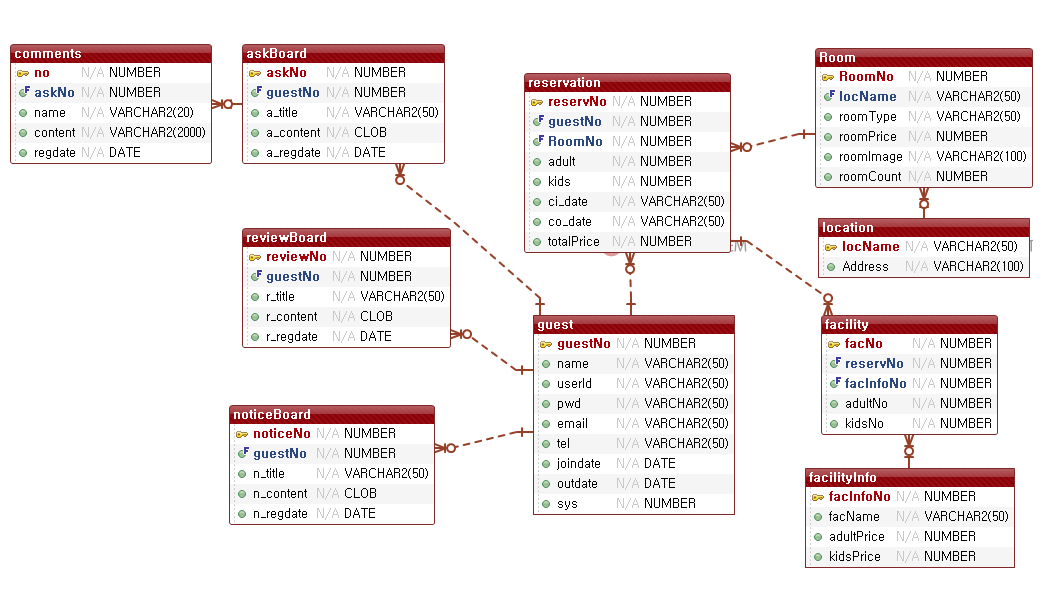 comments
no N/A NUMBER
askNo N/A NUMBER
name N/A VARCHAR2(20)
content N/A VARCHAR2(2000)
regdate N/A DATE
askBoard
askNo N/A NUMBER
guestNo N/A NUMBER
a_title N/A VARCHAR2(50)
a_content N/A CLOB
a_regdate N/A DATE
reservation
reservNo N/A NUMBER
guestNo N/A NUMBER
RoomNo N/A NUMBER
adult N/A NUMBER
kids N/A NUMBER
ci_date N/A VARCHAR2(50)
co_date N/A VARCHAR2(50)
totalPrice N/A NUMBER
Room
RoomNo N/A NUMBER
locName N/A VARCHAR2(50)
roomType N/A VARCHAR2(50)
roomPrice N/A NUMBER
roomImage N/A VARCHAR2(100)
roomCount N/A NUMBER
location
locName N/A VARCHAR2(50)
Address N/A VARCHAR2(100)
reviewBoard
reviewNo N/A NUMBER
guestNo N/A NUMBER
r_title N/A VARCHAR2(50)
r_content N/A CLOB
r_regdate N/A DATE
guest
guestNo N/A NUMBER
name N/A VARCHAR2(50)
userId N/A VARCHAR2(50)
pwd N/A VARCHAR2(50)
email N/A VARCHAR2(50)
tel N/A VARCHAR2(50)
joindate N/A DATE
outdate N/A DATE
sys N/A NUMBER
facility
facNo N/A NUMBER
reservNo N/A NUMBER
facInfoNo N/A NUMBER
adultNo N/A NUMBER
kidsNo N/A NUMBER
noticeBoard
noticeNo N/A NUMBER
guestNo N/A NUMBER
n_title N/A VARCHAR2(50)
n_content N/A CLOB
n_regdate N/A DATE
facilityInfo
facInfoNo N/A NUMBER
facName N/A VARCHAR2(50)
adultPrice N/A NUMBER
kidsPrice N/A NUMBER